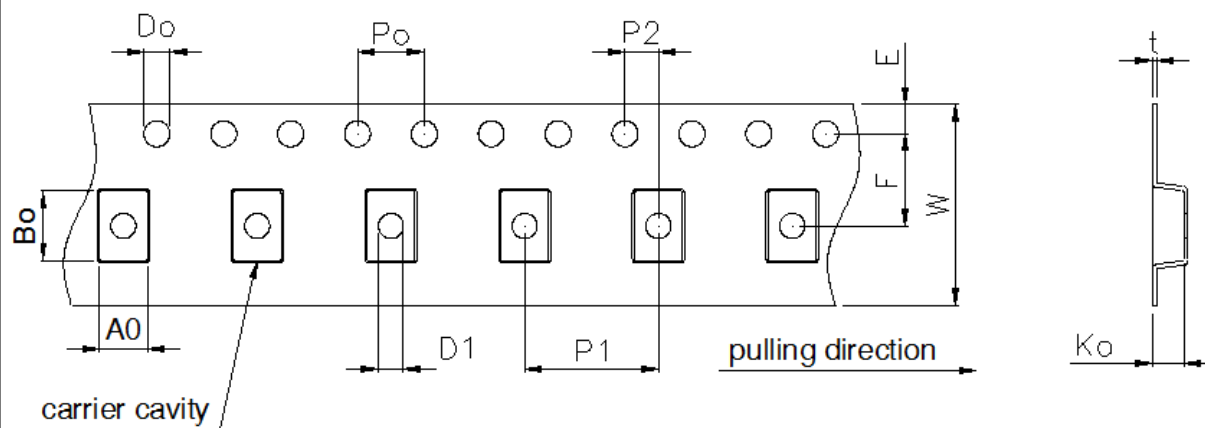 Do
Po
P2
E
t
Bo
F
W
A0
D1
P1
pulling direction
Ko
carrier cavity